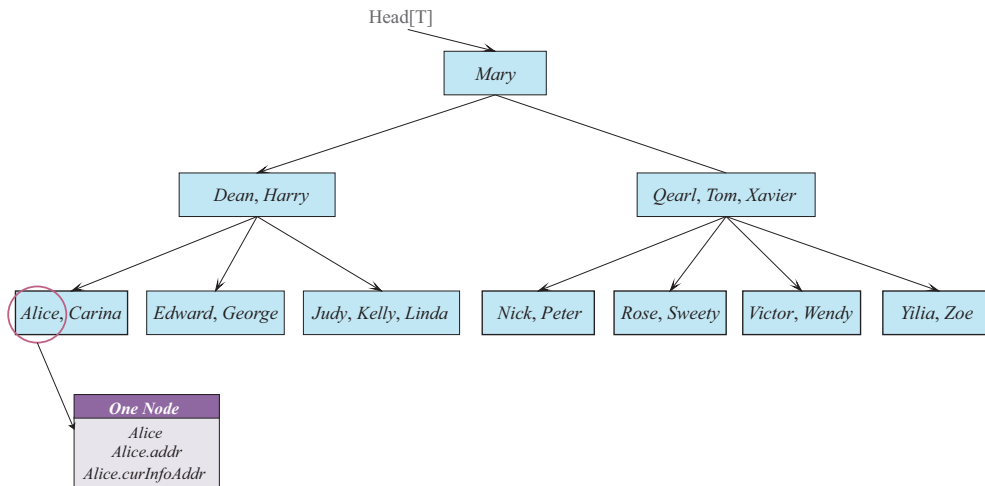 Head[T]
Mary
Dean, Harry
Qearl, Tom, Xavier
Alice, Carina
Edward, George
Judy, Kelly, Linda
Nick, Peter
Rose, Sweety
Victor, Wendy
Yilia, Zoe
One Node
Alice
Alice.addr
Alice.curInfoAddr